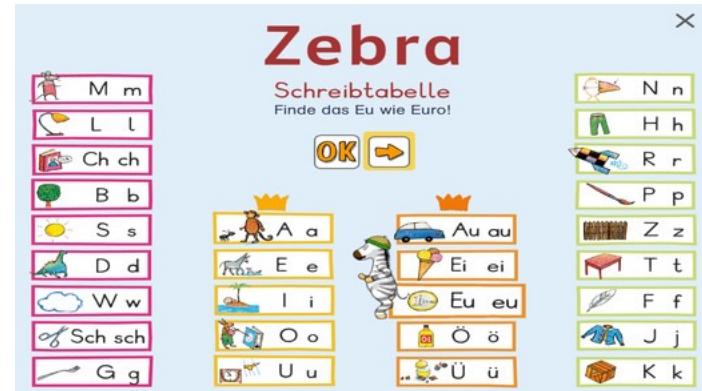 Zebra
Schreibtabelle
Finde das Eu wie Euro!
OK
M m
L l
Ch ch
B b
S s
D d
W w
Sch sch
G g
A a
E e
I i
O o
U u
Au au
Ei ei
Eu eu
Ö ö
Ü ü
N n
H h
R r
P p
Z z
T t
F f
J j
K k